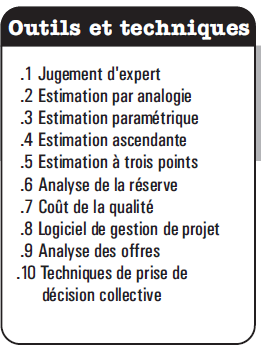 Outils et techniques
.1 Jugement d'expert
.2 Estimation par analogie
.3 Estimation paramétrique
.4 Estimation ascendante
.5 Estimation à trois points
.6 Analyse de la réserve
.7 Coût de la qualité
.8 Logiciel de gestion de projet
.9 Analyse des offres
.10 Techniques de prise de
décision collective